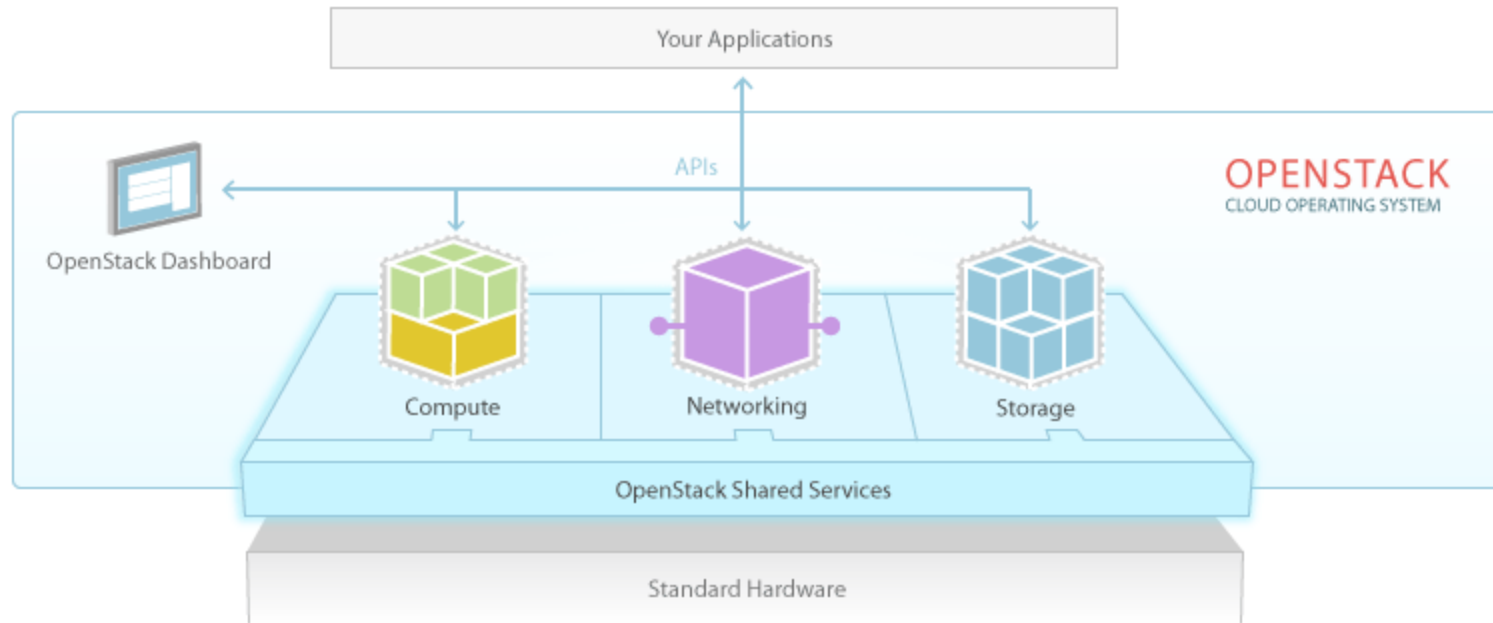 Your Applications
APIs
OPENSTACK
CLOUD OPERATING SYSTEM
OpenStack Dashboard
Compute
Networking
Storage
OpenStack Shared Services
Standard Hardware